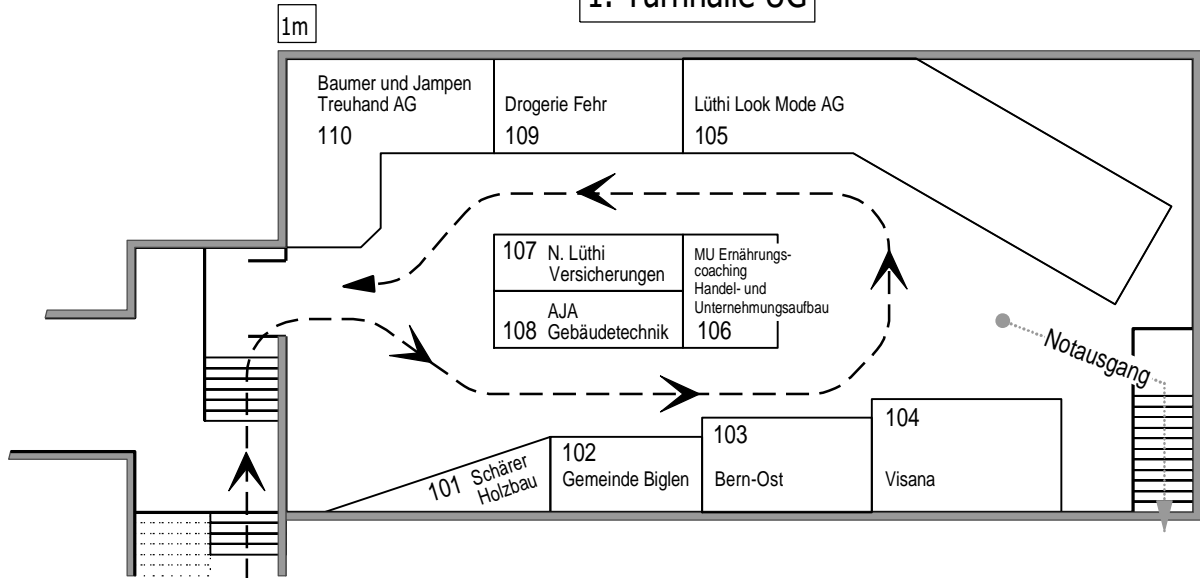 1. Turnhalle UG
1m
Baumer und Jampen
Treuhand AG
110
Drogerie Fehr
109
Lüthi Look Mode AG
105
107 N. Lüthi
Versicherungen
AJA
108 Gebäudetechnik
MU Ernährungs-
coaching
Handel- und
Unternehmungsaufbau
106
Notausgang
101 Schärer
Holzbau
102
Gemeinde Biglen
103
Bern-Ost
104
Visana